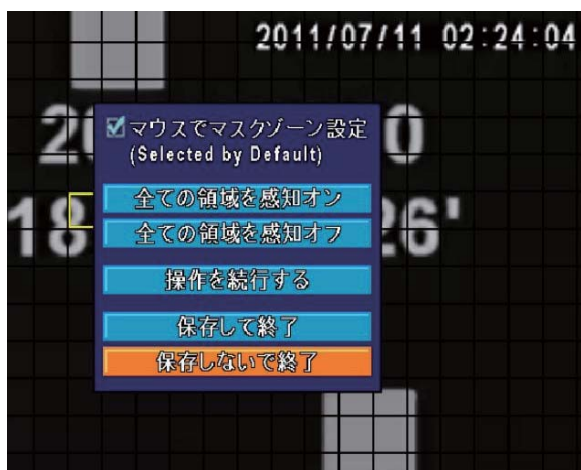 2011/07/11 02:24:04
マウスでマスクゾーン設定
(Selected by Default)
全ての領域を感知オン
全ての領域を感知オフ
操作を続行する
保存して終了
保存しないで終了